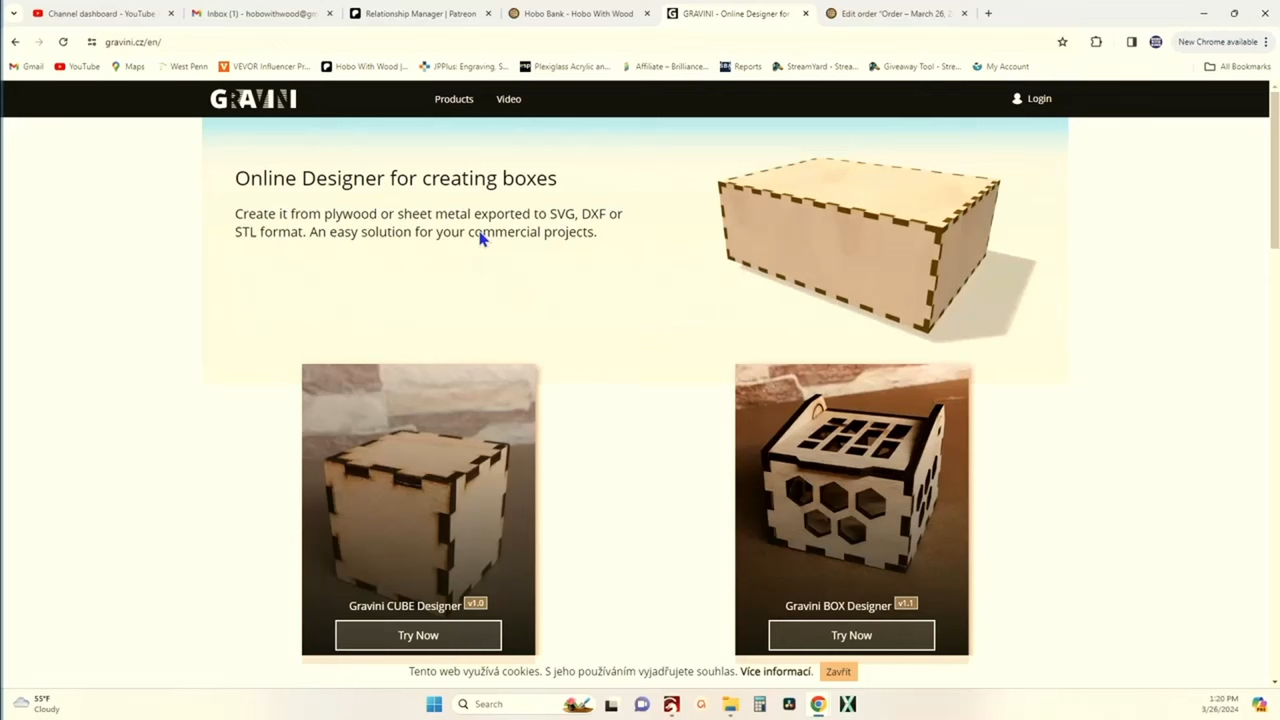 Channel dashboard - YouTube
Inbox (1) - hobowithwood@gm
Relationship Manager | Patreon
Hobo Bank - Hobo With Wood
GRAVINI - Online Designer for
Edit order "Order – March 26, 2
gravini.cz/en/
New Chrome available
Gmail
YouTube
Maps
West Penn
VEVOR Influencer Pr...
Hobo With Wood |...
JPPlus: Engraving, S...
Plexiglass Acrylic an...
Affiliate – Brilliance...
Reports
StreamYard - Strea...
Giveaway Tool - Stre...
My Account
All Bookmarks
GRAVINI
Products
Video
Login
Online Designer for creating boxes
Create it from plywood or sheet metal exported to SVG, DXF or
STL format. An easy solution for your commercial projects.
Gravini CUBE Designer v1.0
Try Now
Gravini BOX Designer v1.1
Try Now
Tento web využívá cookies. S jeho používáním vyjadřujete souhlas. Více informací.
Zavřít
55°F
Cloudy
Search
1:20 PM
3/26/2024